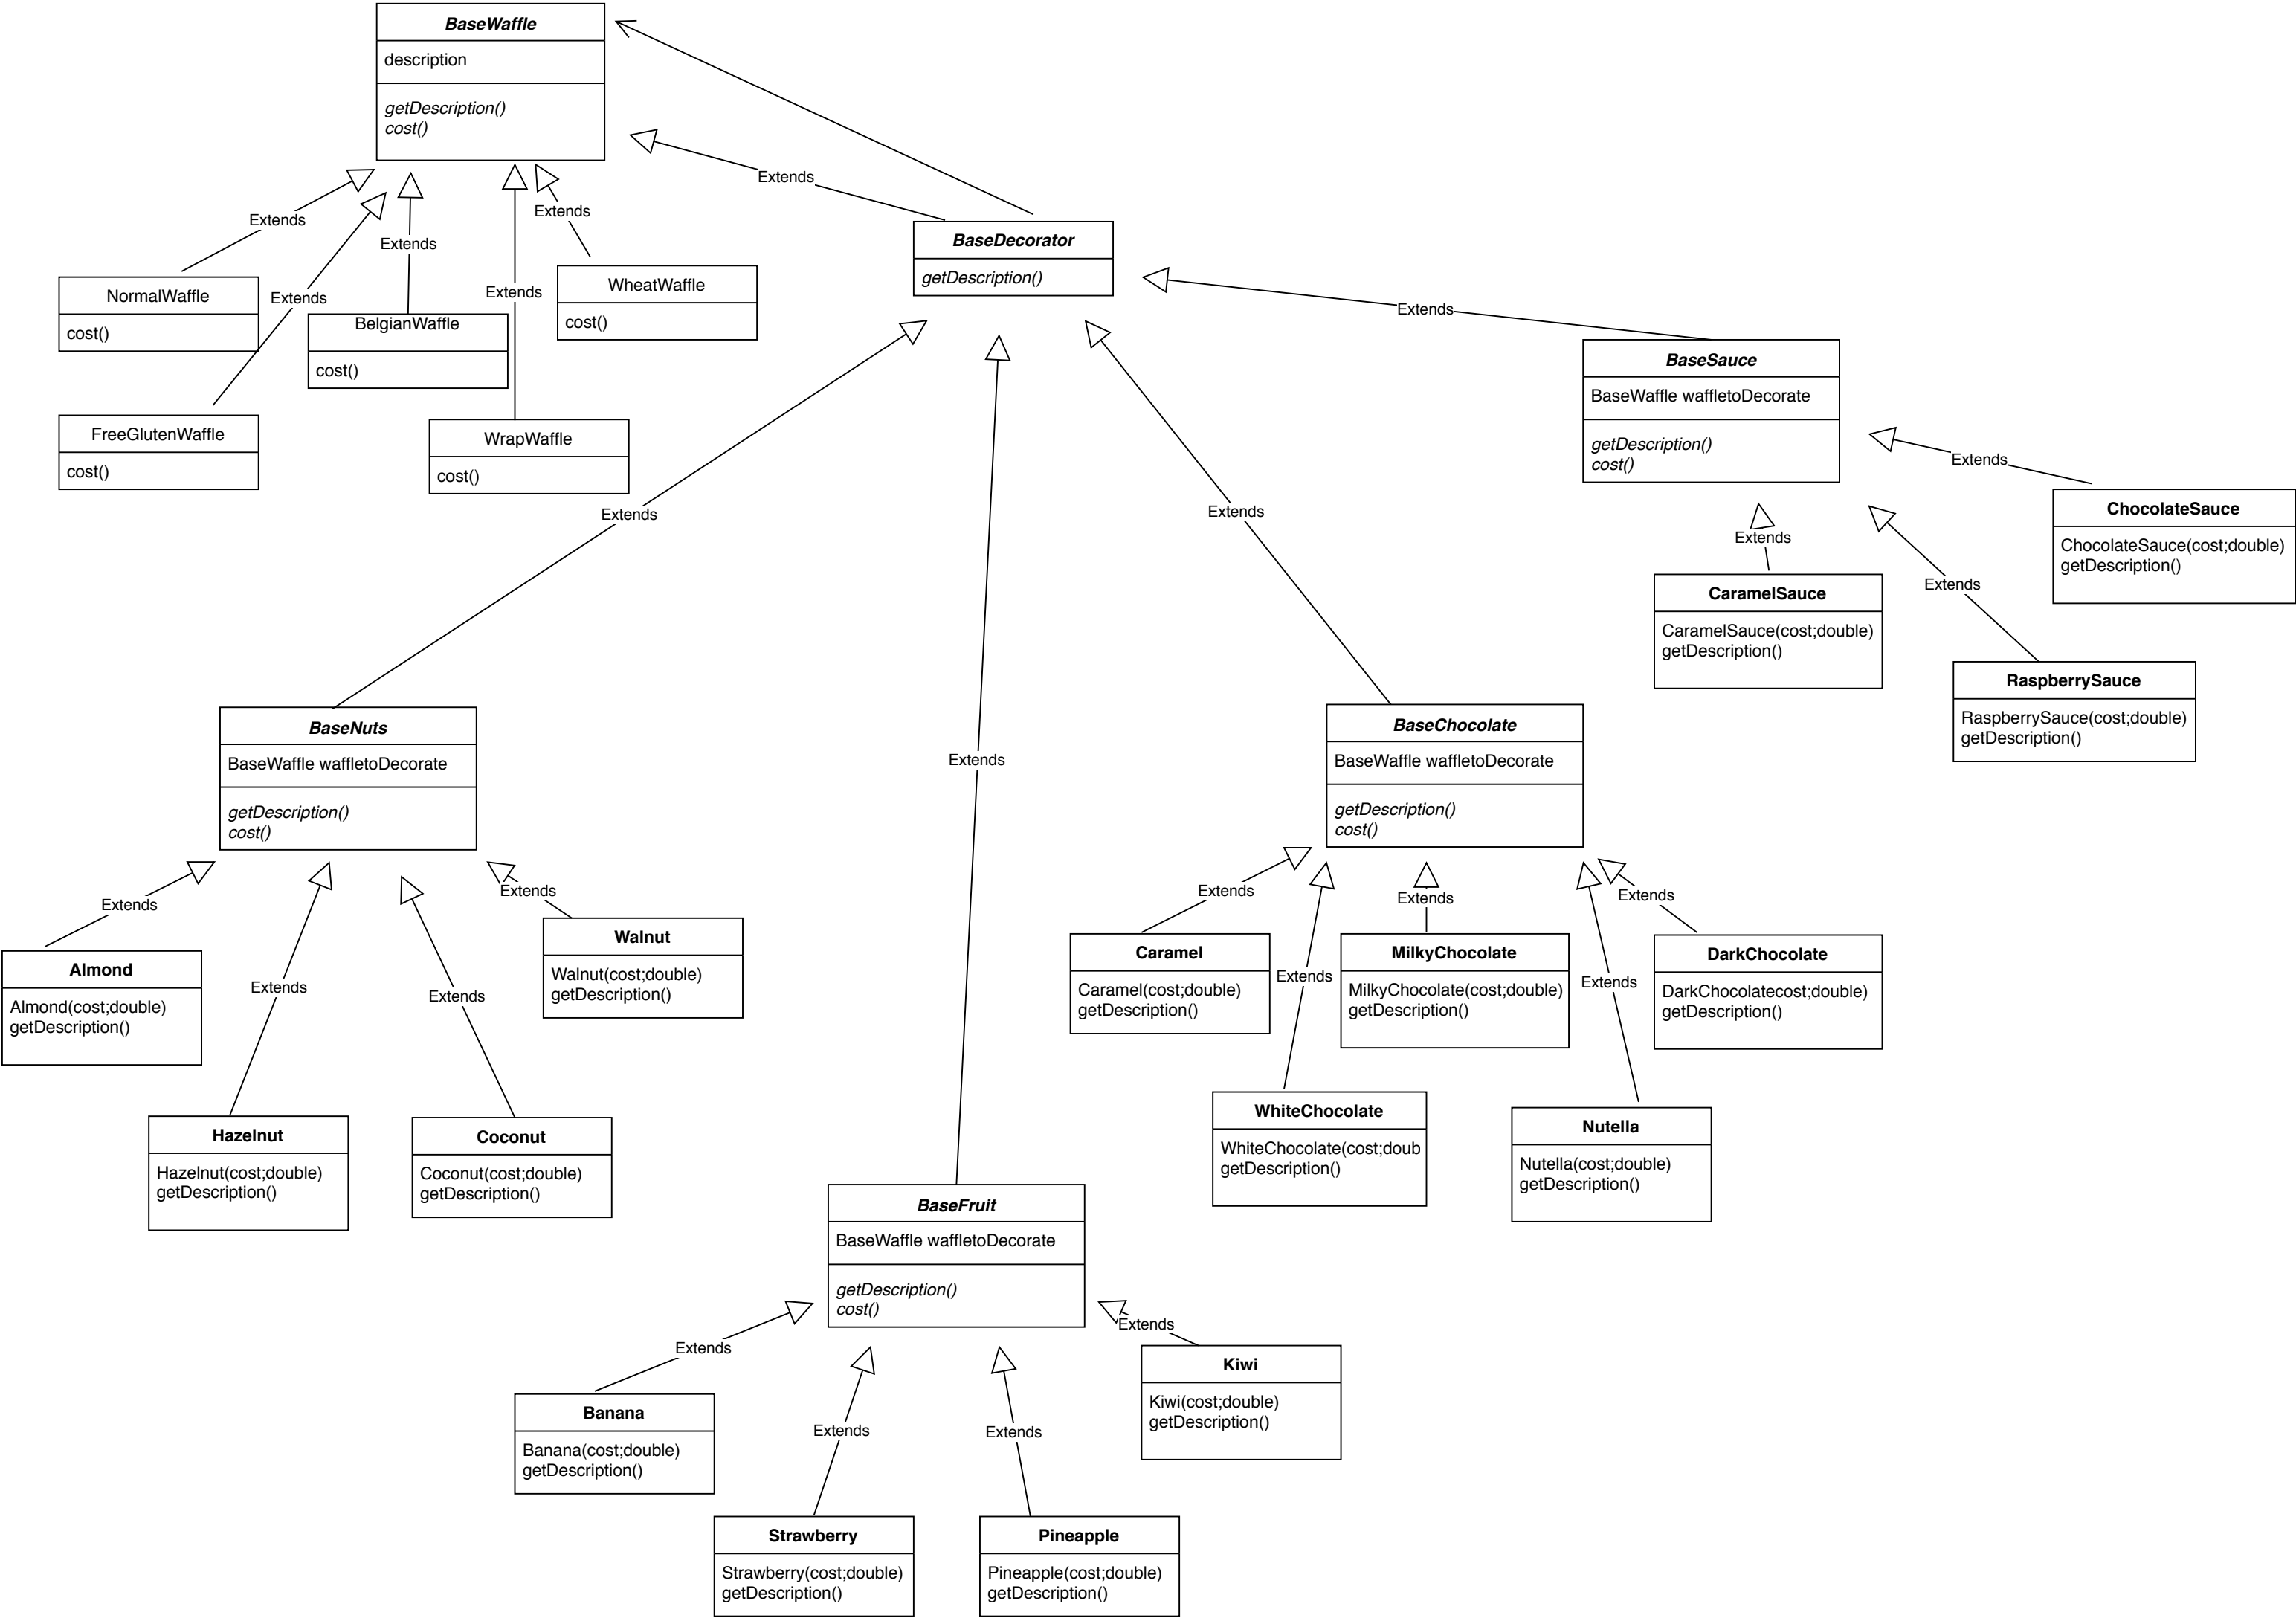 BaseWaffle
description
getDescription()
cost()
Extends
Extends
Extends
Extends
Extends
Extends
NormalWaffle
cost()
BelgianWaffle
cost()
WheatWaffle
cost()
FreeGlutenWaffle
cost()
WrapWaffle
cost()
BaseDecorator
getDescription()
Extends
Extends
Extends
Extends
BaseSauce
BaseWaffle waffletoDecorate
getDescription()
cost()
Extends
Extends
Extends
ChocolateSauce
ChocolateSauce(cost;double)
getDescription()
CaramelSauce
CaramelSauce(cost;double)
getDescription()
RaspberrySauce
RaspberrySauce(cost;double)
getDescription()
BaseNuts
BaseWaffle waffletoDecorate
getDescription()
cost()
Extends
Extends
Extends
Extends
Walnut
Walnut(cost;double)
getDescription()
Almond
Almond(cost;double)
getDescription()
Hazelnut
Hazelnut(cost;double)
getDescription()
Coconut
Coconut(cost;double)
getDescription()
BaseChocolate
BaseWaffle waffletoDecorate
getDescription()
cost()
Extends
Extends
Extends
Extends
Extends
Caramel
Caramel(cost;double)
getDescription()
MilkyChocolate
MilkyChocolate(cost;double)
getDescription()
DarkChocolate
DarkChocolatecost;double)
getDescription()
WhiteChocolate
WhiteChocolate(cost;doub
getDescription()
Nutella
Nutella(cost;double)
getDescription()
BaseFruit
BaseWaffle waffletoDecorate
getDescription()
cost()
Extends
Extends
Extends
Extends
Kiwi
Kiwi(cost;double)
getDescription()
Banana
Banana(cost;double)
getDescription()
Strawberry
Strawberry(cost;double)
getDescription()
Pineapple
Pineapple(cost;double)
getDescription()